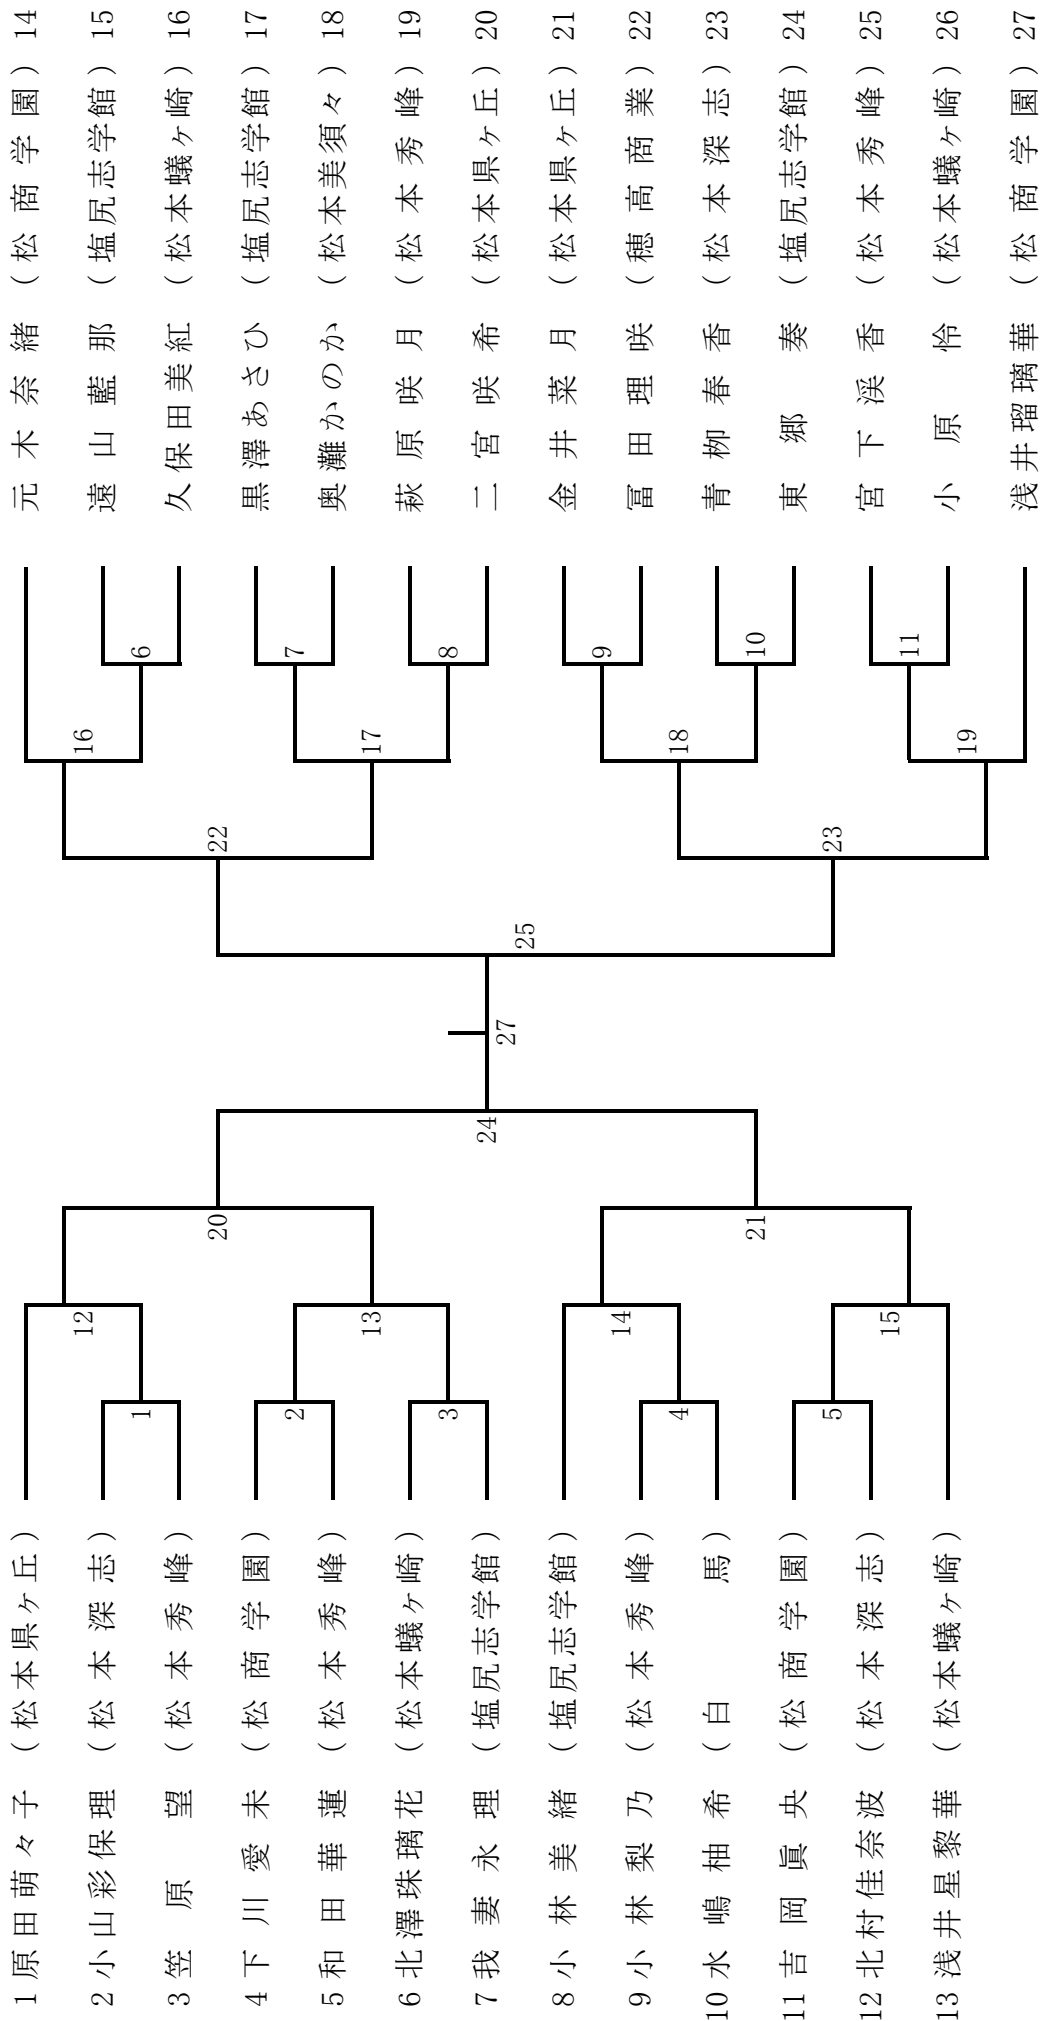 1 原田萌々子 (松本県ヶ丘)
2 小山彩保理 (松本深志)
3 笠原 望 (松本秀峰)
4 下川愛未 (松商学園)
5 和田華蓮 (松本秀峰)
6 北澤珠璃花 (松本蟻ヶ崎)
7 我妻永理 (塩尻志学館)
8 小林美緒 (塩尻志学館)
9 小林梨乃 (松本秀峰)
10 水嶋柚希 (白馬)
11 吉岡眞央 (松商学園)
12 北村佳奈波 (松本深志)
13 浅井星黎華 (松本蟻ヶ崎)
1
2
3
4
5
12
13
14
15
20
21
24
27
25
22
23
16
17
18
19
6
7
8
9
10
11
元木奈緒 (松商学園) 14
遠山藍那 (塩尻志学館) 15
久保田美紅 (松本蟻ヶ崎) 16
黒澤あさひ (塩尻志学館) 17
奥灘かのか (松本美須々) 18
萩原咲月 (松本秀峰) 19
二宮咲希 (松本県ヶ丘) 20
金井菜月 (松本県ヶ丘) 21
冨田理咲 (穂高商業) 22
青栁春香 (松本深志) 23
東郷 奏 (塩尻志学館) 24
宮下渓香 (松本秀峰) 25
小原 怜 (松本蟻ヶ崎) 26
浅井瑠璃華 (松商学園) 27